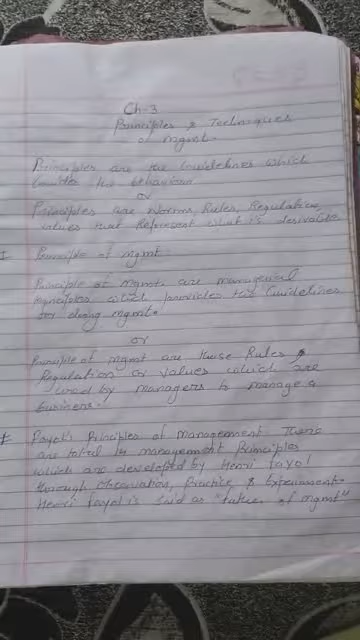 Ch-3
Principles & Techniques
of mgmt.
Principles are the Guidelines which
Guides the behaviour
OR
Principles are Norms, Rules, Regulation,
values that Represent what is desirable
I Principle of mgmt.
Principle of mgmt. are managerial
principles which provides the Guidelines
for doing mgmt.
OR
Principle of mgmt are those Rules &
Regulation or values which are
used by managers to manage a
business.
Fayol's Principles of Management There
are total 14 management Principles
which are developed by Henri Fayol
through Observation, Practice & Experiment.
Henri Fayol is said as "father of mgmt"